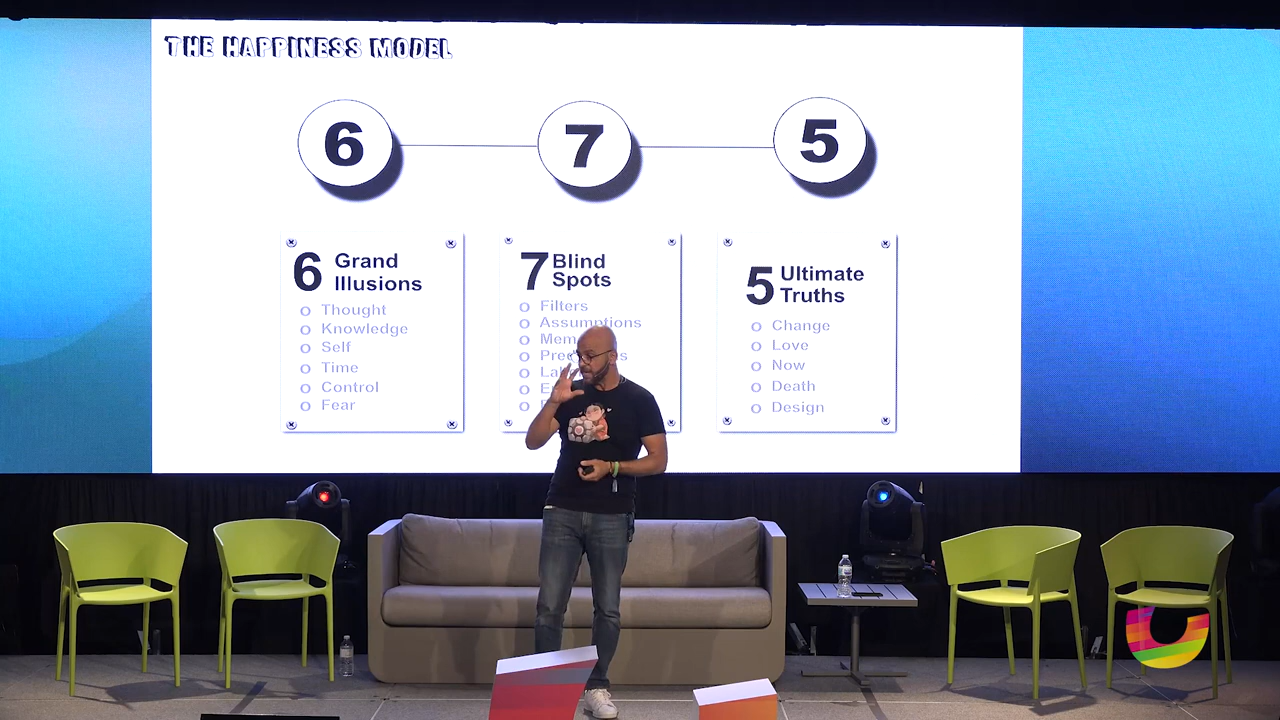 THE HAPPINESS MODEL
6
7
5
6 Grand Illusions
o Thought
o Knowledge
o Self
o Time
o Control
o Fear
7 Blind Spots
o Filters
o Assumptions
o
o
o
o
o
5 Ultimate Truths
o Change
o Love
o Now
o Death
o Design